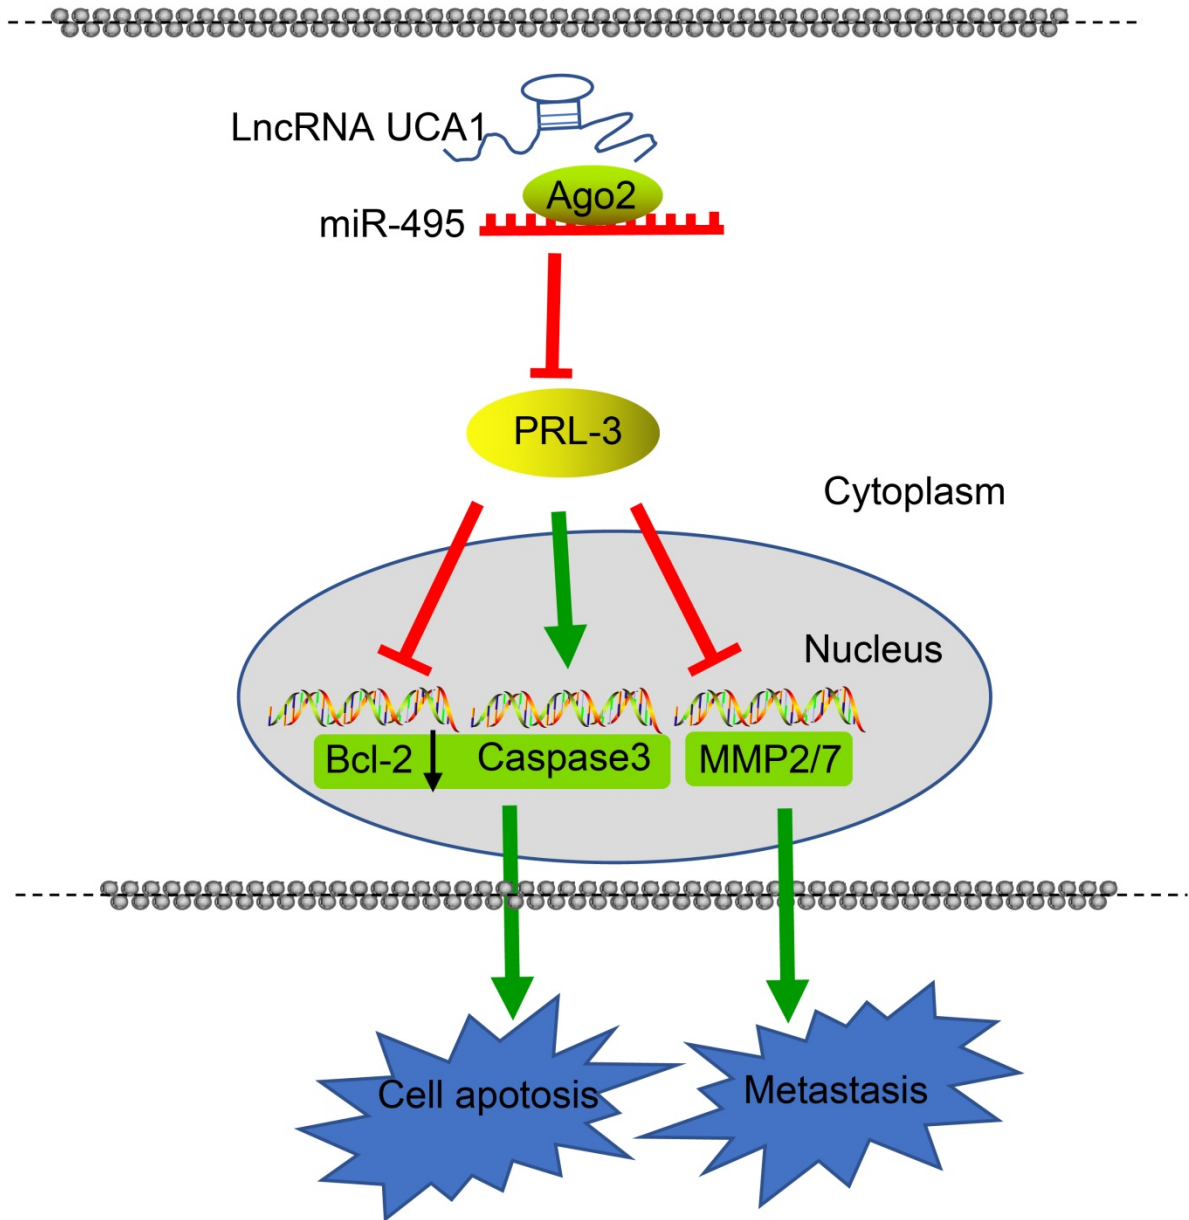 LncRNA UCA1
Ago2
miR-495
PRL-3
Cytoplasm
Nucleus
Bcl-2
Caspase3
MMP2/7
Cell apotosis
Metastasis